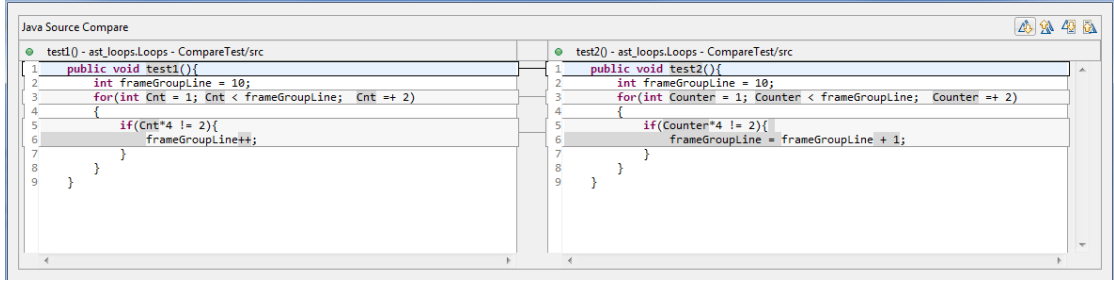 Java Source Compare
test1() - ast_loops.Loops - CompareTest/src
1 public void test1(){
2 int frameGroupLine = 10;
3 for(int Cnt = 1; Cnt < frameGroupLine; Cnt =+ 2)
4 {
5 if(Cnt*4 != 2){
6 frameGroupLine++;
7 }
8 }
9 }
test2() - ast_loops.Loops - CompareTest/src
1 public void test2(){
2 int frameGroupLine = 10;
3 for(int Counter = 1; Counter < frameGroupLine; Counter =+ 2)
4 {
5 if(Counter*4 != 2){
6 frameGroupLine = frameGroupLine + 1;
7 }
8 }
9 }